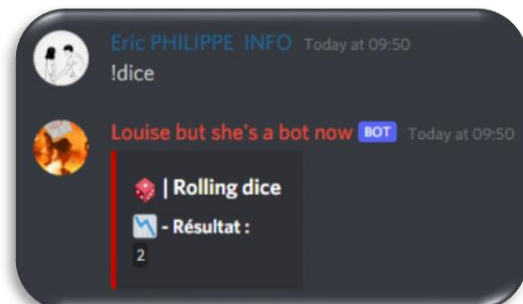 Eric PHILIPPE INFO Today at 09:50
!dice
Louise but she's a bot now BOT Today at 09:50
| Rolling dice
- Résultat :
2